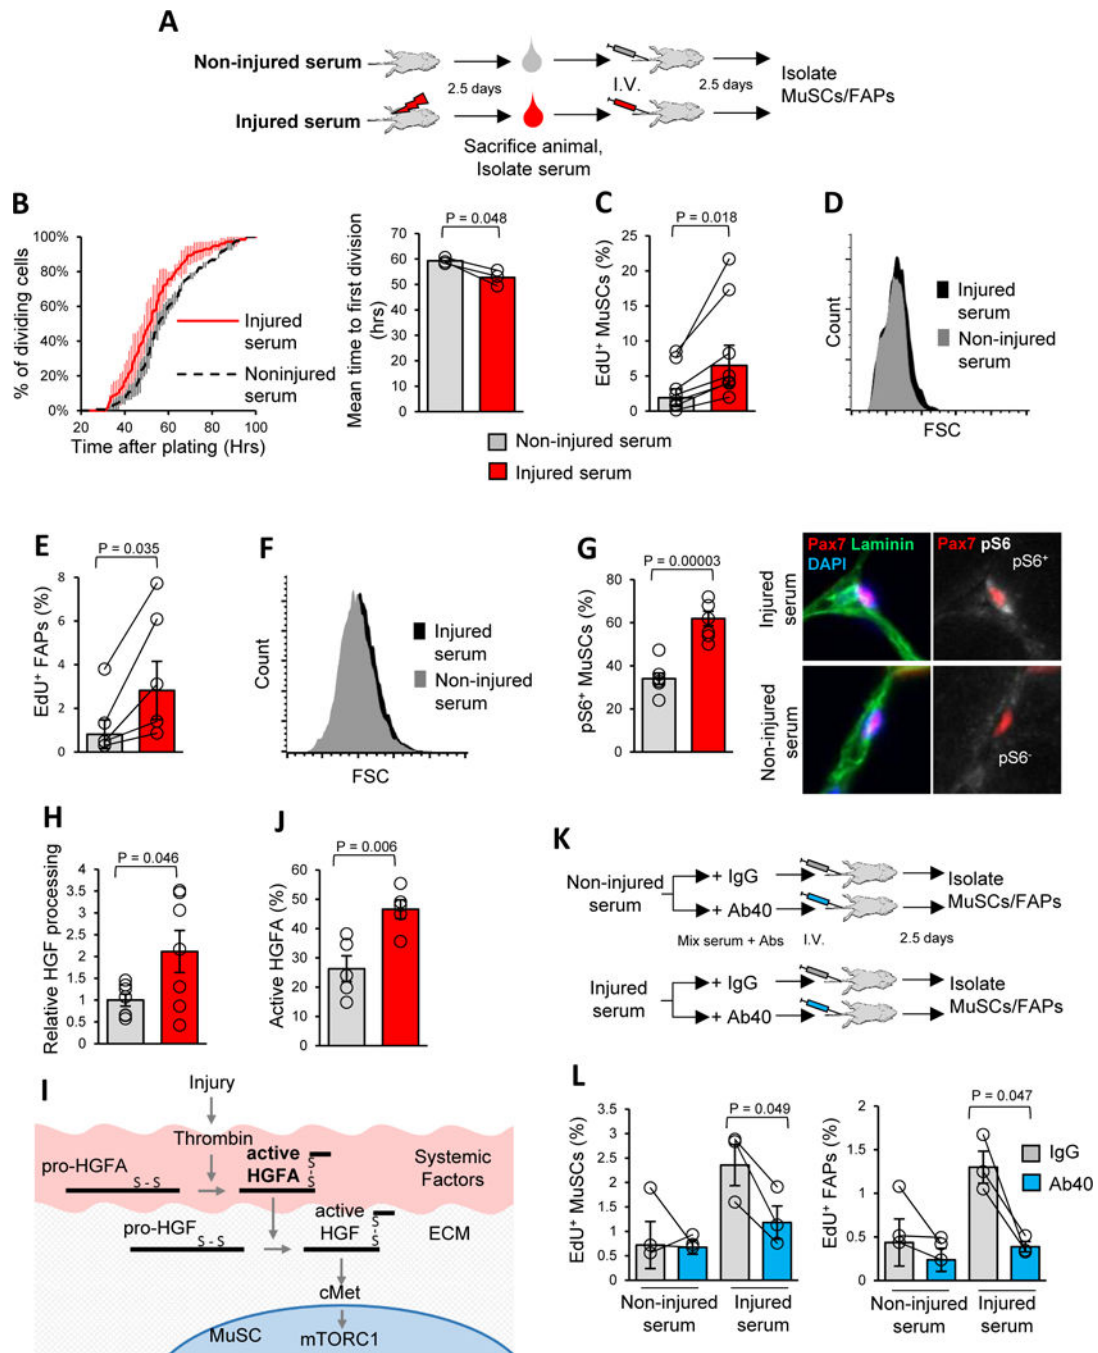 A
Non-injured serum
2.5 days
I.V.
2.5 days
Isolate
MuSCs/FAPs
Injured serum
Sacrifice animal,
Isolate serum
B
% of dividing cells
100%
80%
60%
40%
20%
0%
20 40 60 80 100
Time after plating (Hrs)
Injured
serum
Noninjured
serum
Mean time to first division
(hrs)
P = 0.048
70
60
50
40
30
20
10
0
C
P = 0.018
EdU+ MuSCs (%)
25
20
15
10
5
0
Non-injured serum
Injured serum
D
Count
FSC
Injured
serum
Non-injured
serum
E
P = 0.035
EdU+ FAPs (%)
8
6
4
2
0
F
Count
FSC
Injured
serum
Non-injured
serum
G
P = 0.00003
pS6+ MuSCs (%)
80
60
40
20
0
Injured
serum
Non-injured
serum
Pax7 Laminin
DAPI
Pax7 pS6
pS6+
pS6-
H
P = 0.046
Relative HGF processing
4
3.5
3
2.5
2
1.5
1
0.5
0
J
P = 0.006
Active HGFA (%)
60
50
40
30
20
10
0
K
Non-injured
serum
+ IgG
+ Ab40
Isolate
MuSCs/FAPs
Mix serum + Abs
I.V.
2.5 days
Injured
serum
+ IgG
+ Ab40
Isolate
MuSCs/FAPs
I
Injury
Thrombin
pro-HGFA
S - S
active
HGFA
S - S
Systemic
Factors
pro-HGF
S - S
active
HGF
S - S
ECM
cMet
MuSC
mTORC1
L
EdU+ MuSCs (%)
3.5
3
2.5
2
1.5
1
0.5
0
P = 0.049
Non-injured
serum
Injured
serum
EdU+ FAPs (%)
2
1.5
1
0.5
0
P = 0.047
Non-injured
serum
Injured
serum
IgG
Ab40